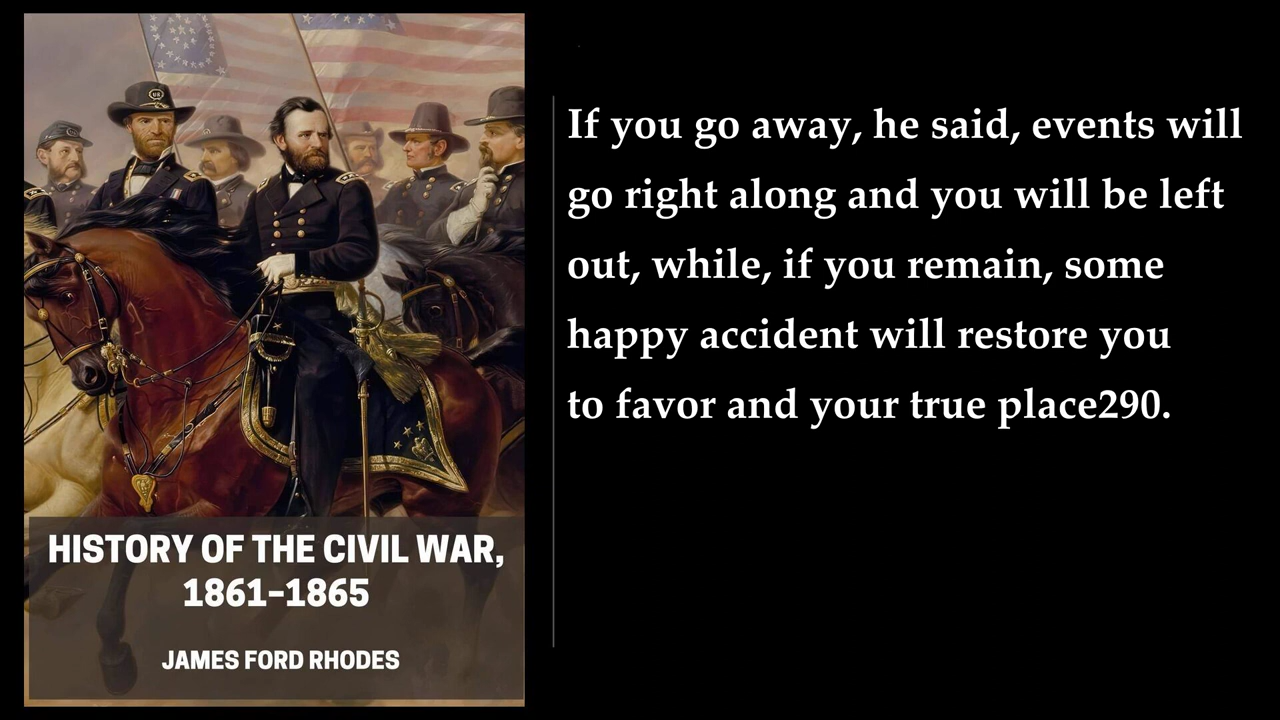 If you go away, he said, events will
go right along and you will be left
out, while, if you remain, some
happy accident will restore you
to favor and your true place290.
HISTORY OF THE CIVIL WAR,
1861–1865
JAMES FORD RHODES